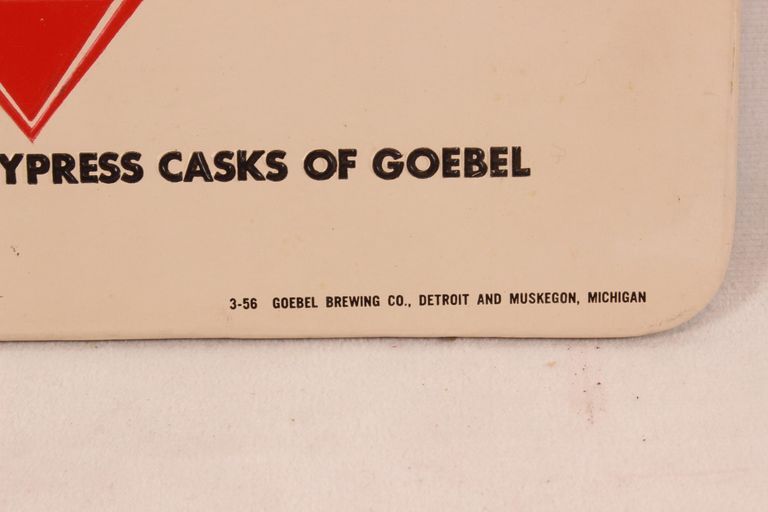 YPRESS CASKS OF GOEBEL
3-56 GOEBEL BREWING CO., DETROIT AND MUSKEGON, MICHIGAN